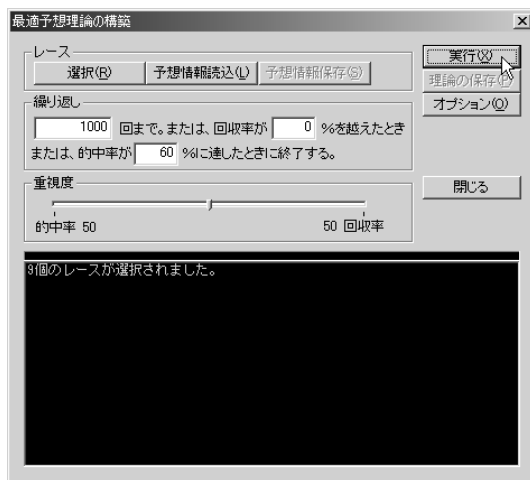 最適予想理論の構築
レース
選択(R) 予想情報読込(L) 予想情報保存(S)
実行(X)
理論の保存(P)
オプション(O)
繰り返し
1000 回まで。または、回収率が 0 %を越えたとき
または、的中率が 60 %に達したときに終了する。
重視度
閉じる
的中率 50 50 回収率
9個のレースが選択されました。